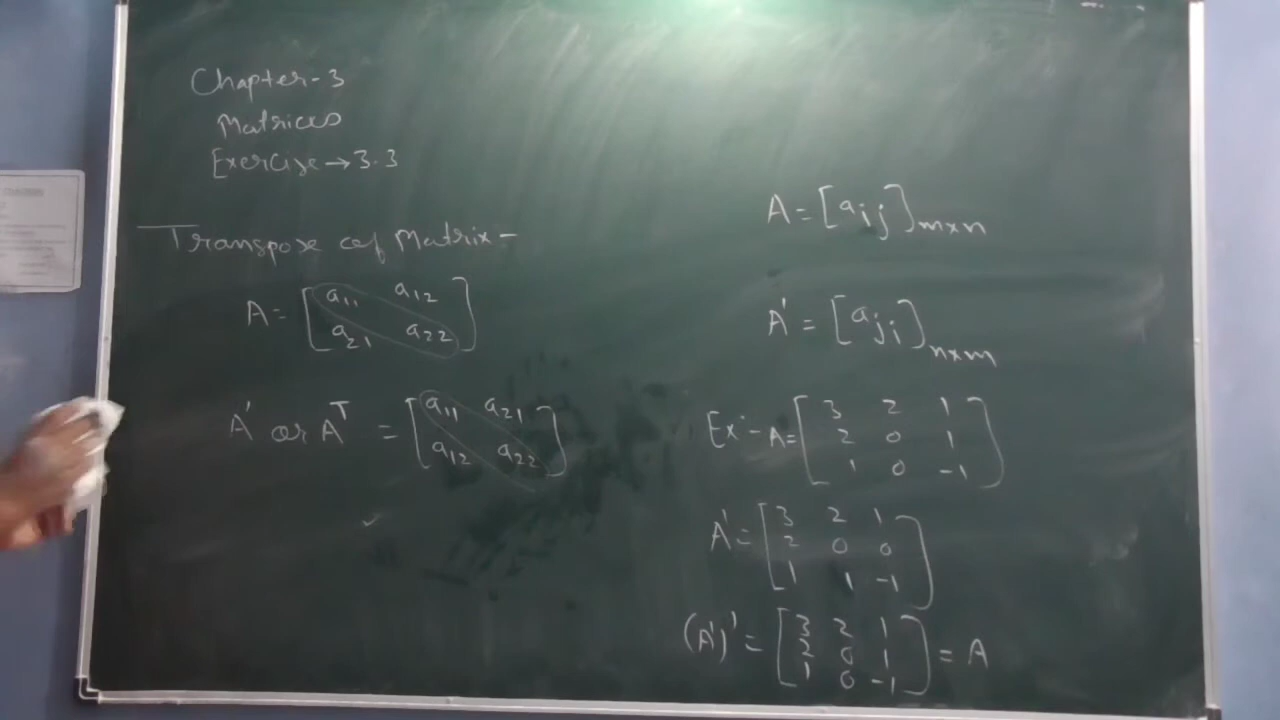 Chapter-3
Matrices
Exercise → 3.3
Transpose of Matrix -
A = [a11 a12
a21 a22]
A' or A^T = [a11 a21
a12 a22]
A = [aij]m×n
A' = [aji]n×m
Ex - A = [3 2 1
2 0 1
1 0 -1]
A' = [3 2 1
2 0 0
1 1 -1]
(A')' = [3 2 1
2 0 1
1 0 -1] = A